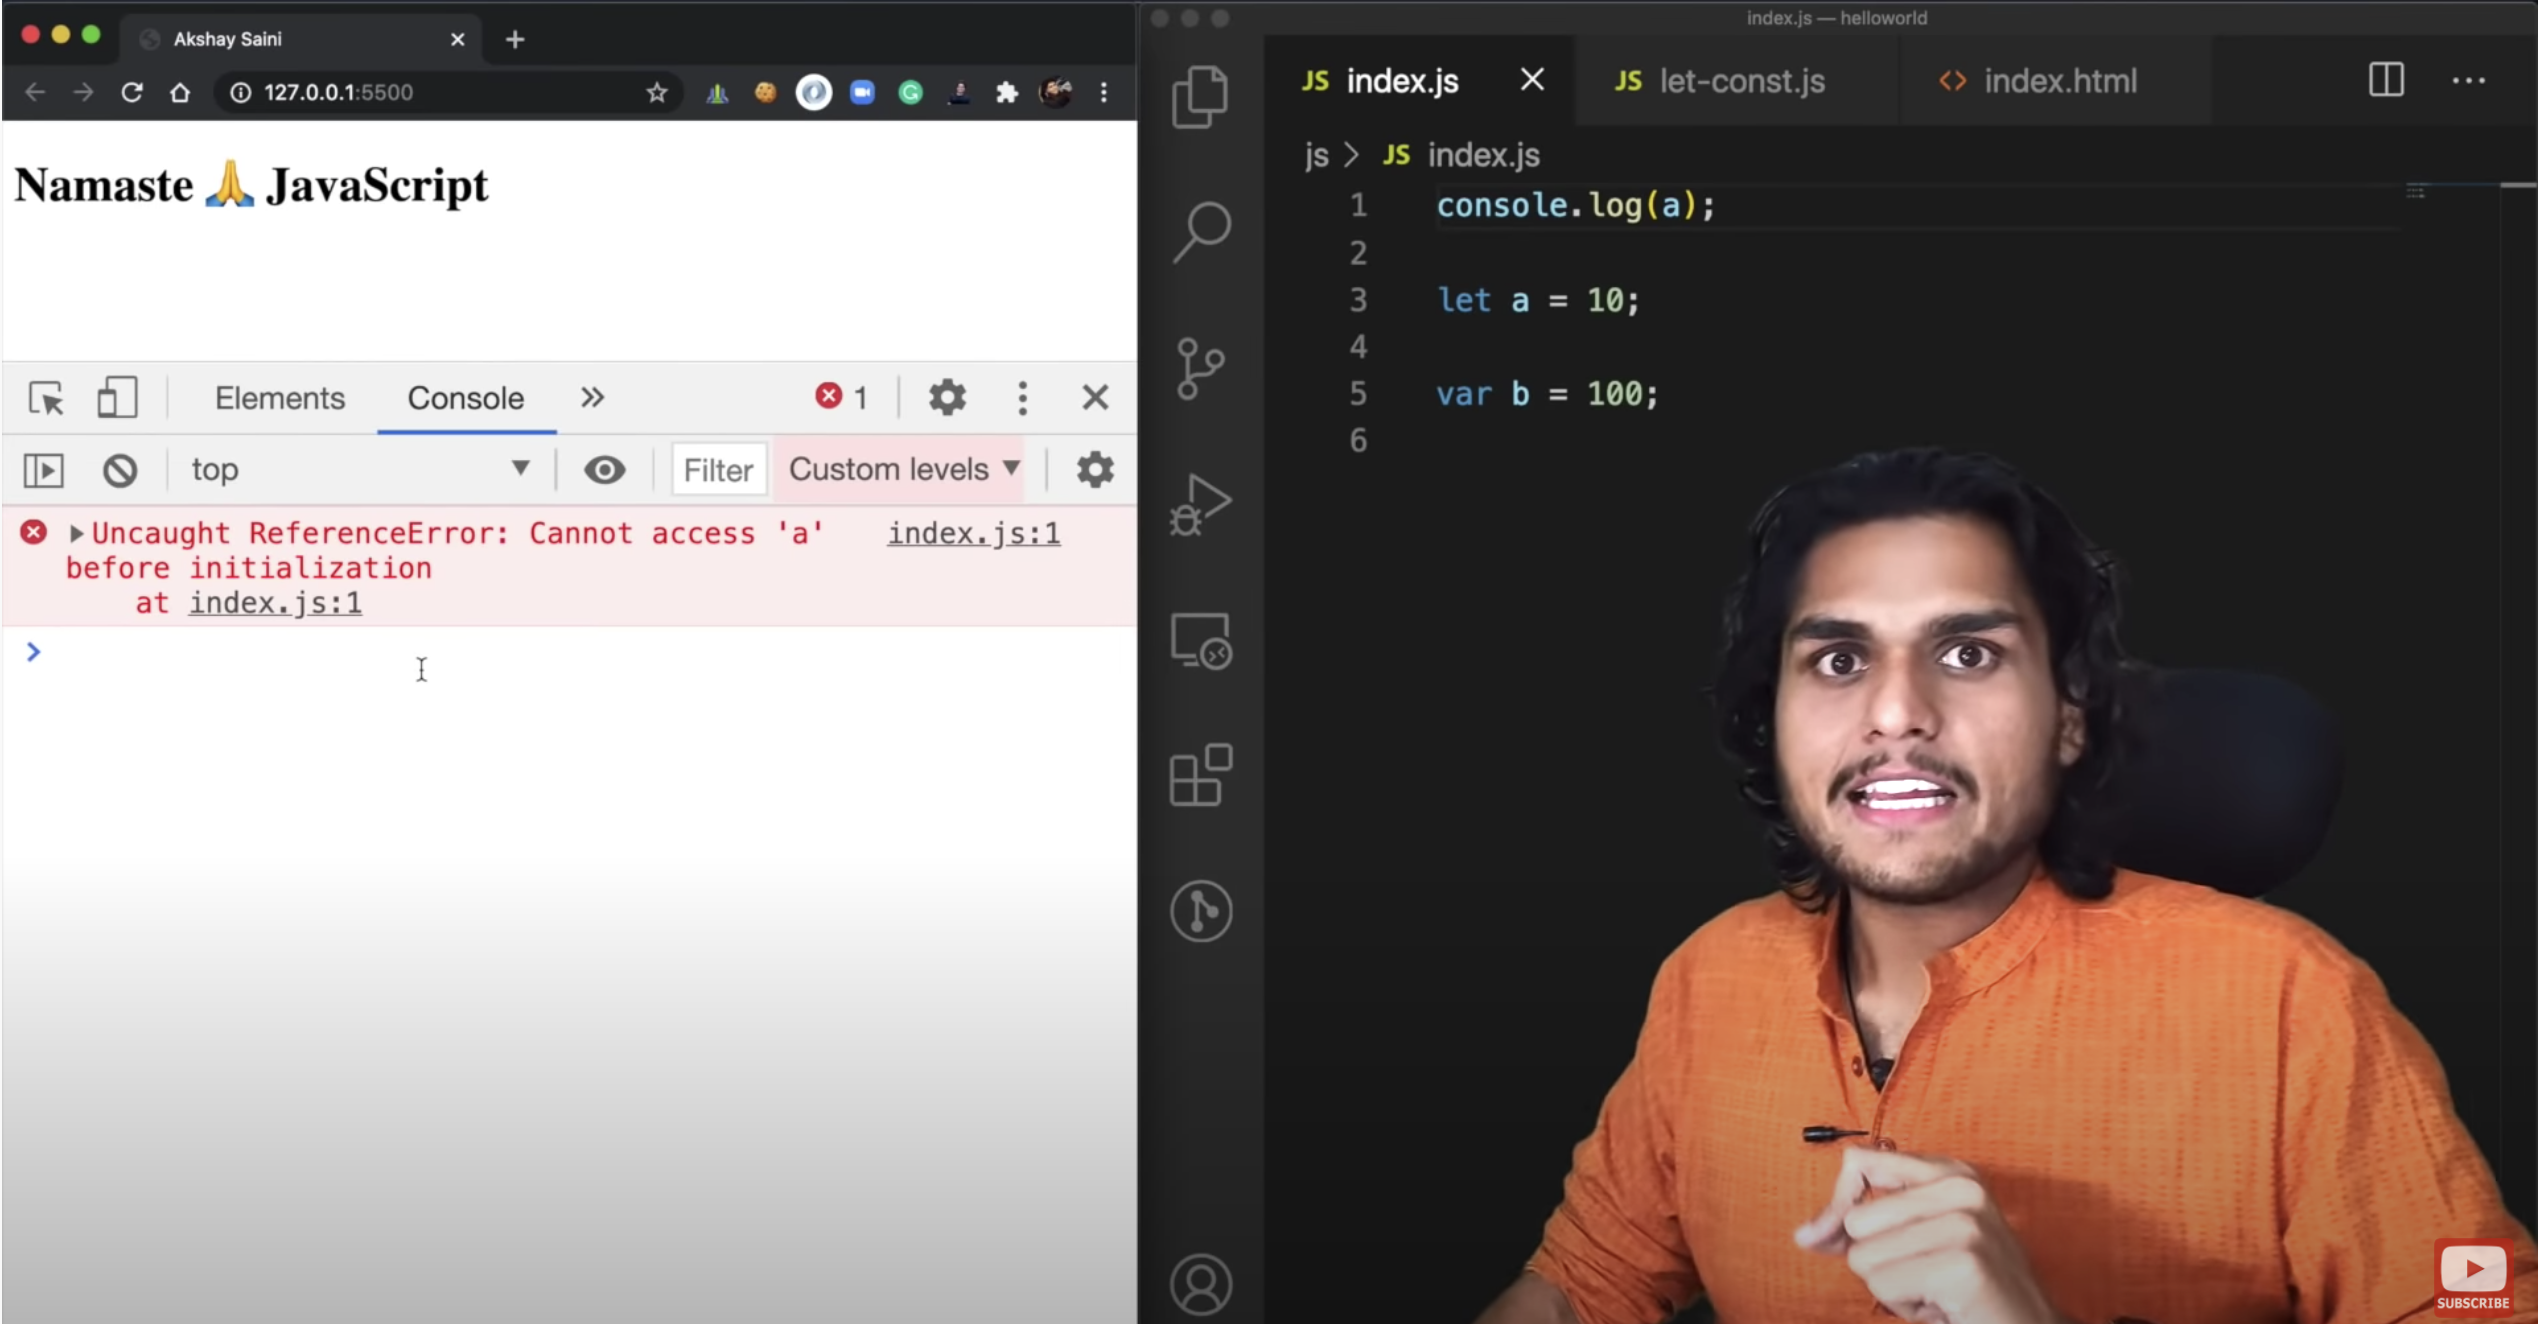 Akshay Saini
127.0.0.1:5500
Namaste 🙏 JavaScript
Elements Console 1
top Filter Custom levels
Uncaught ReferenceError: Cannot access 'a' index.js:1
before initialization
at index.js:1
index.js — helloworld
JS index.js JS let-const.js index.html
js > JS index.js
1 console.log(a);
2
3 let a = 10;
4
5 var b = 100;
6
SUBSCRIBE